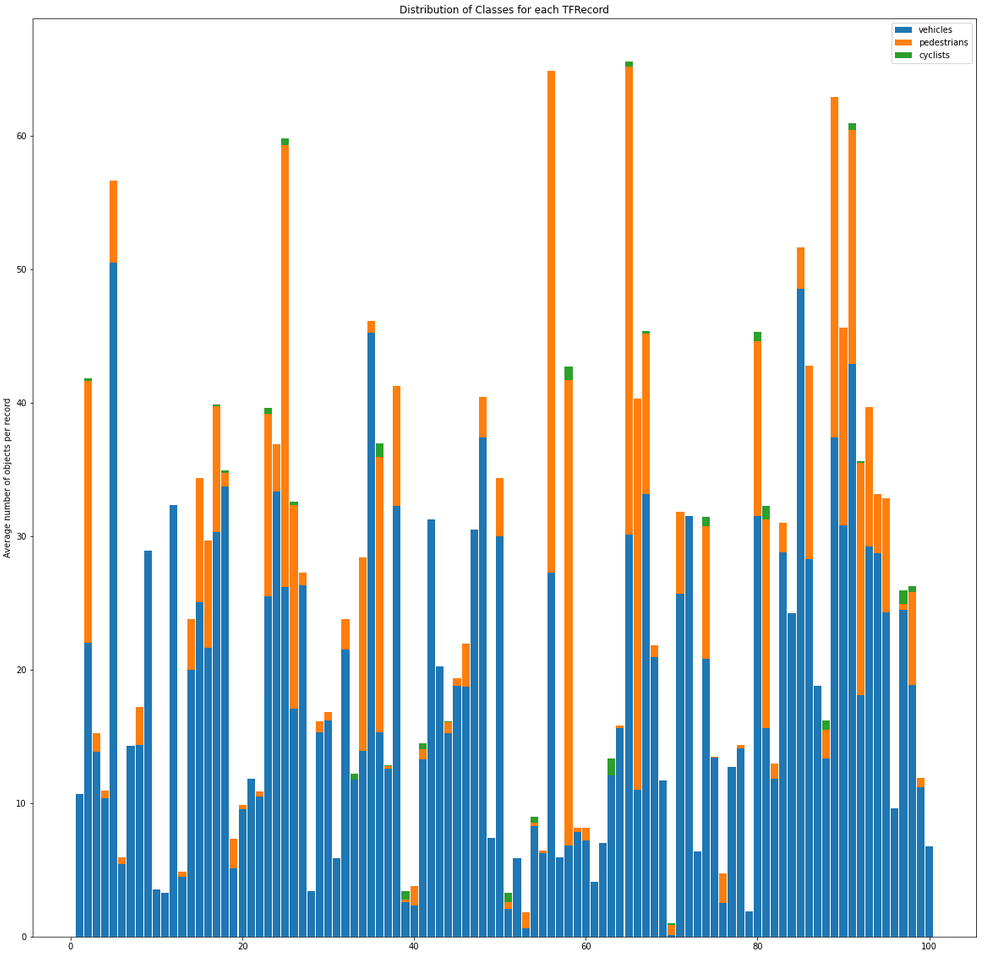 Distribution of Classes for each TFRecord
vehicles
pedestrians
cyclists
Average number of objects per record
60
50
40
30
20
10
0
0 20 40 60 80 100